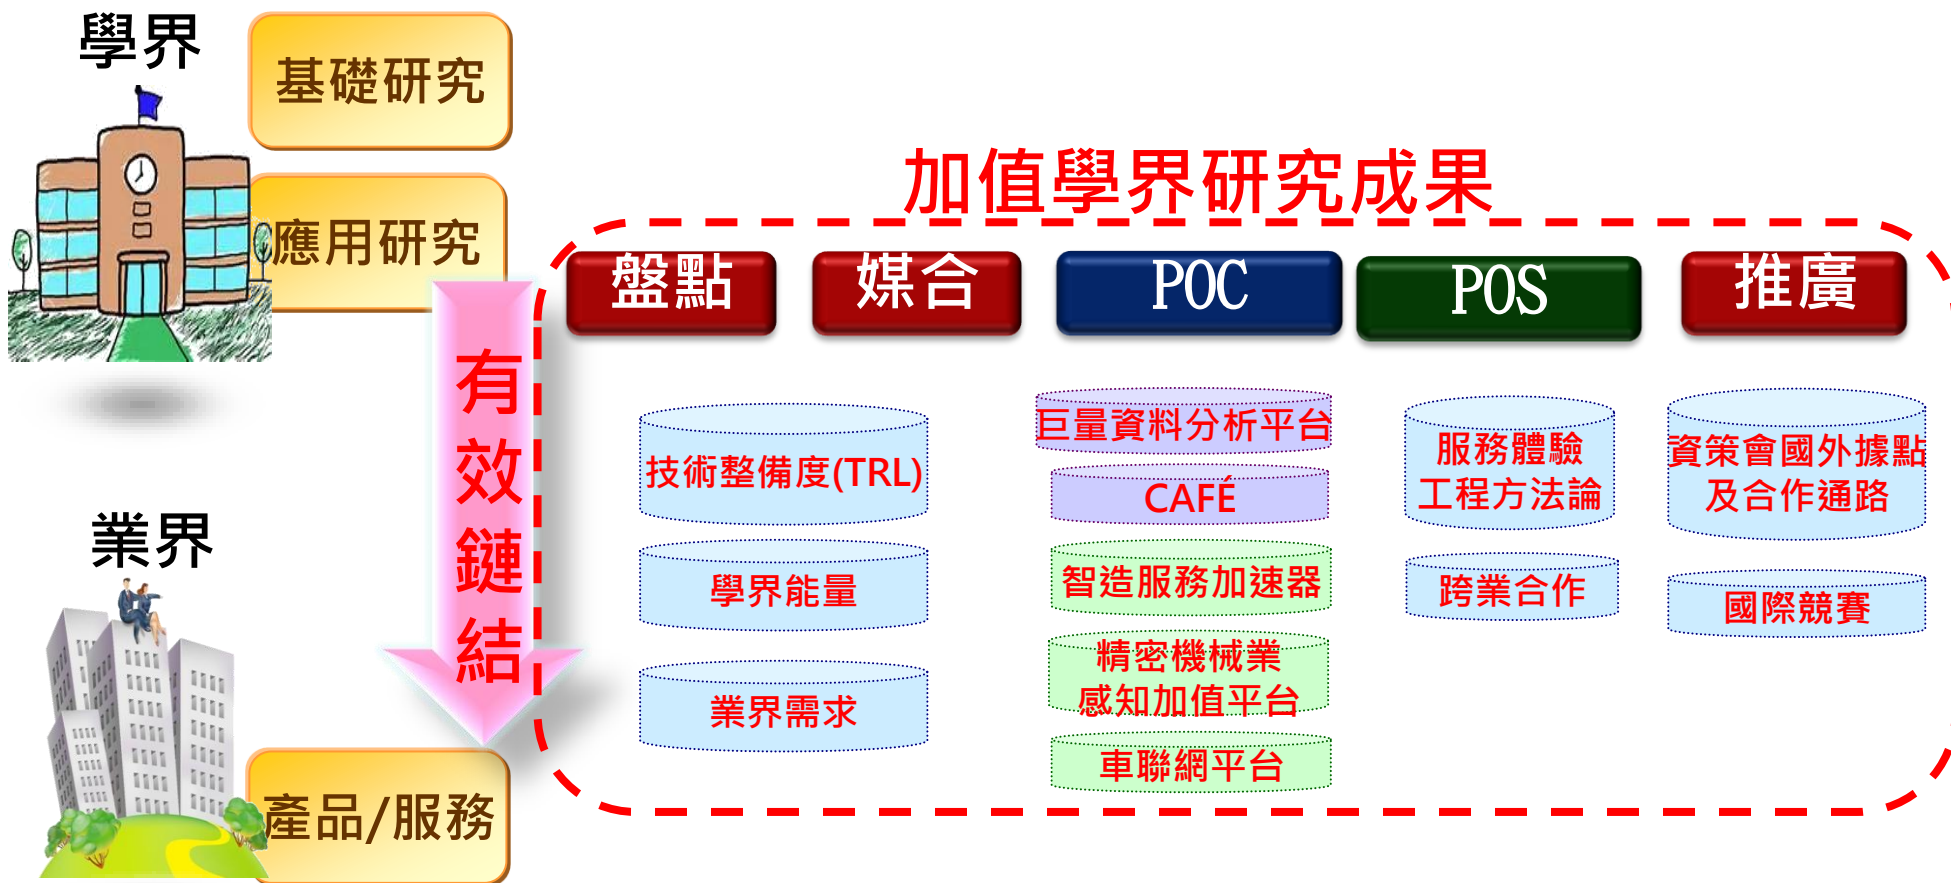 學界
基礎研究
應用研究
有效鏈結
業界
產品/服務
加值學界研究成果
盤點
媒合
POC
POS
推廣
技術整備度(TRL)
學界能量
業界需求
巨量資料分析平台
CAFÉ
智造服務加速器
精密機械業
感知加值平台
車聯網平台
服務體驗
工程方法論
跨業合作
資策會國外據點
及合作通路
國際競賽